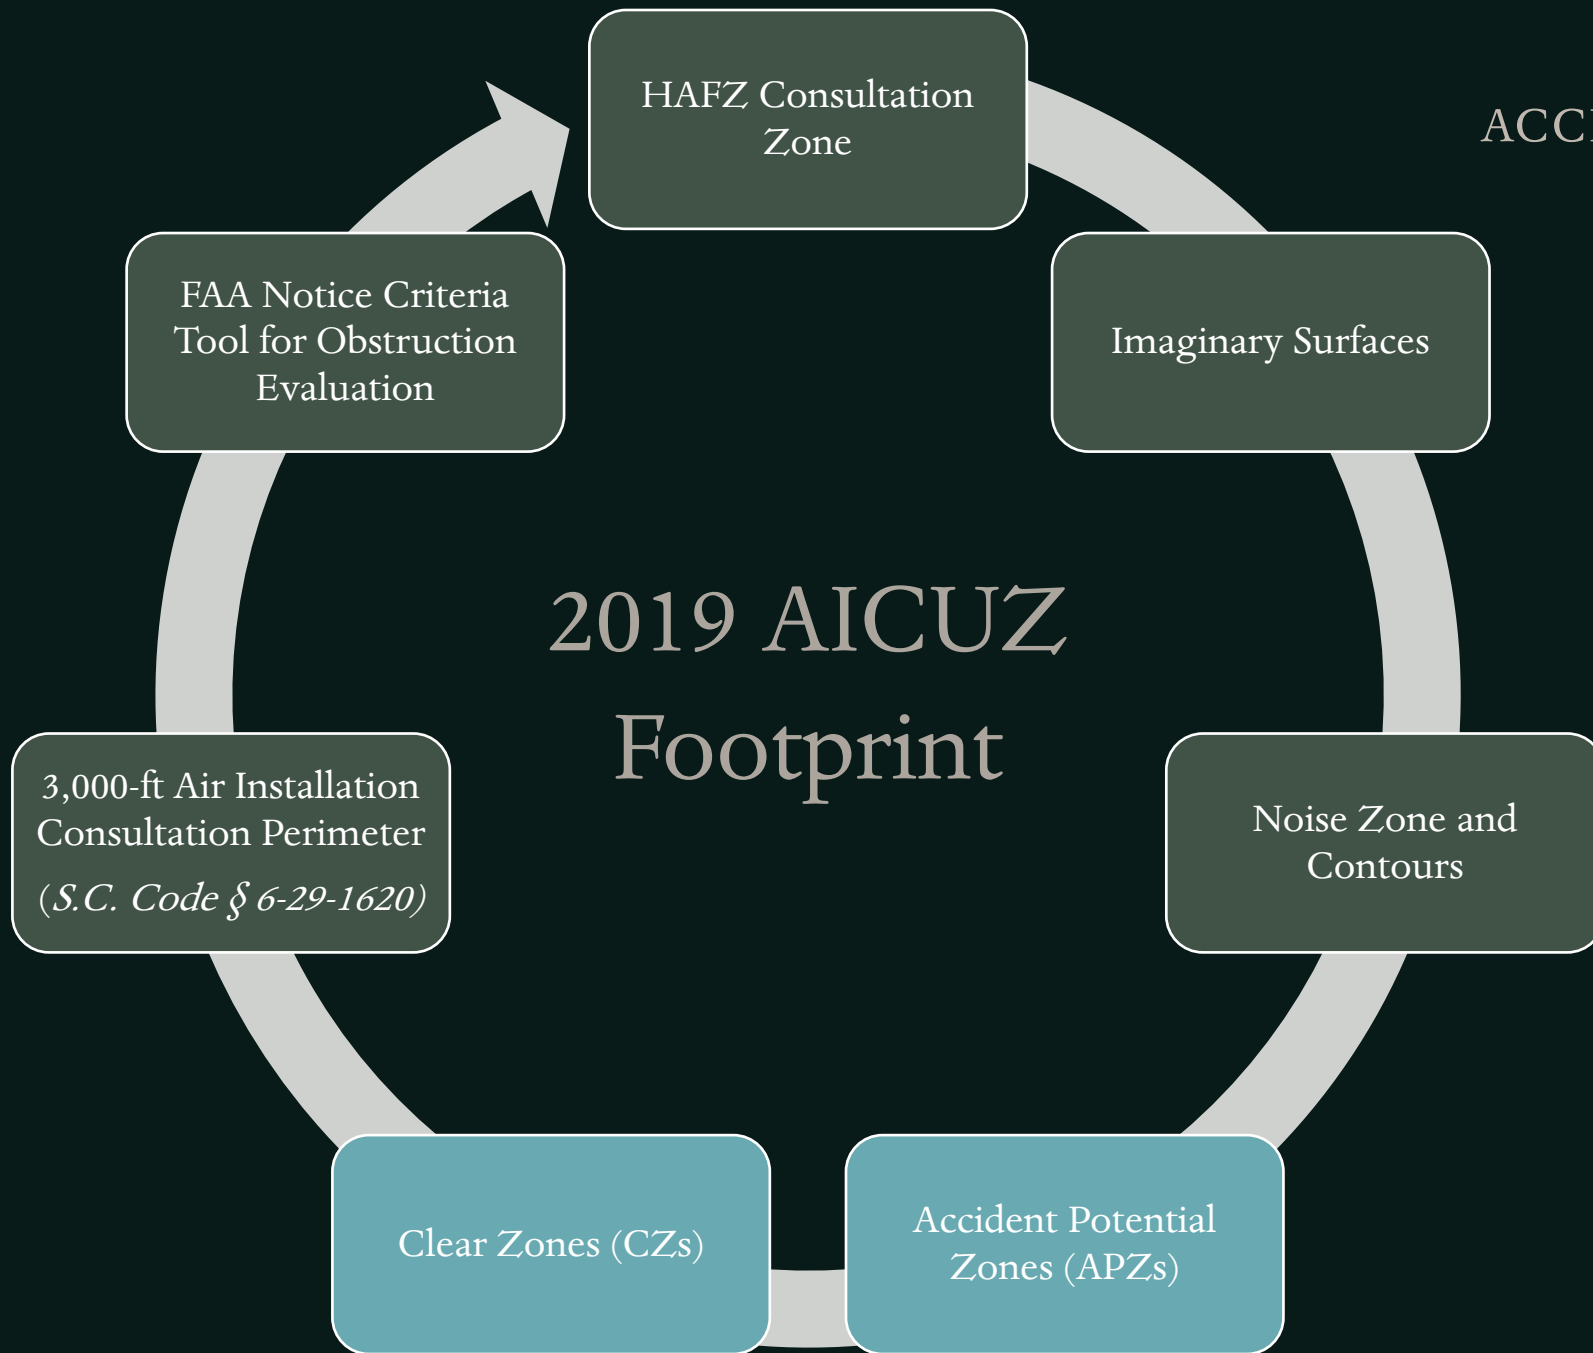 HAFZ Consultation
Zone
Imaginary Surfaces
Noise Zone and
Contours
Accident Potential
Zones (APZs)
Clear Zones (CZs)
3,000-ft Air Installation
Consultation Perimeter
(S.C. Code § 6-29-1620)
FAA Notice Criteria
Tool for Obstruction
Evaluation
2019 AICUZ
Footprint